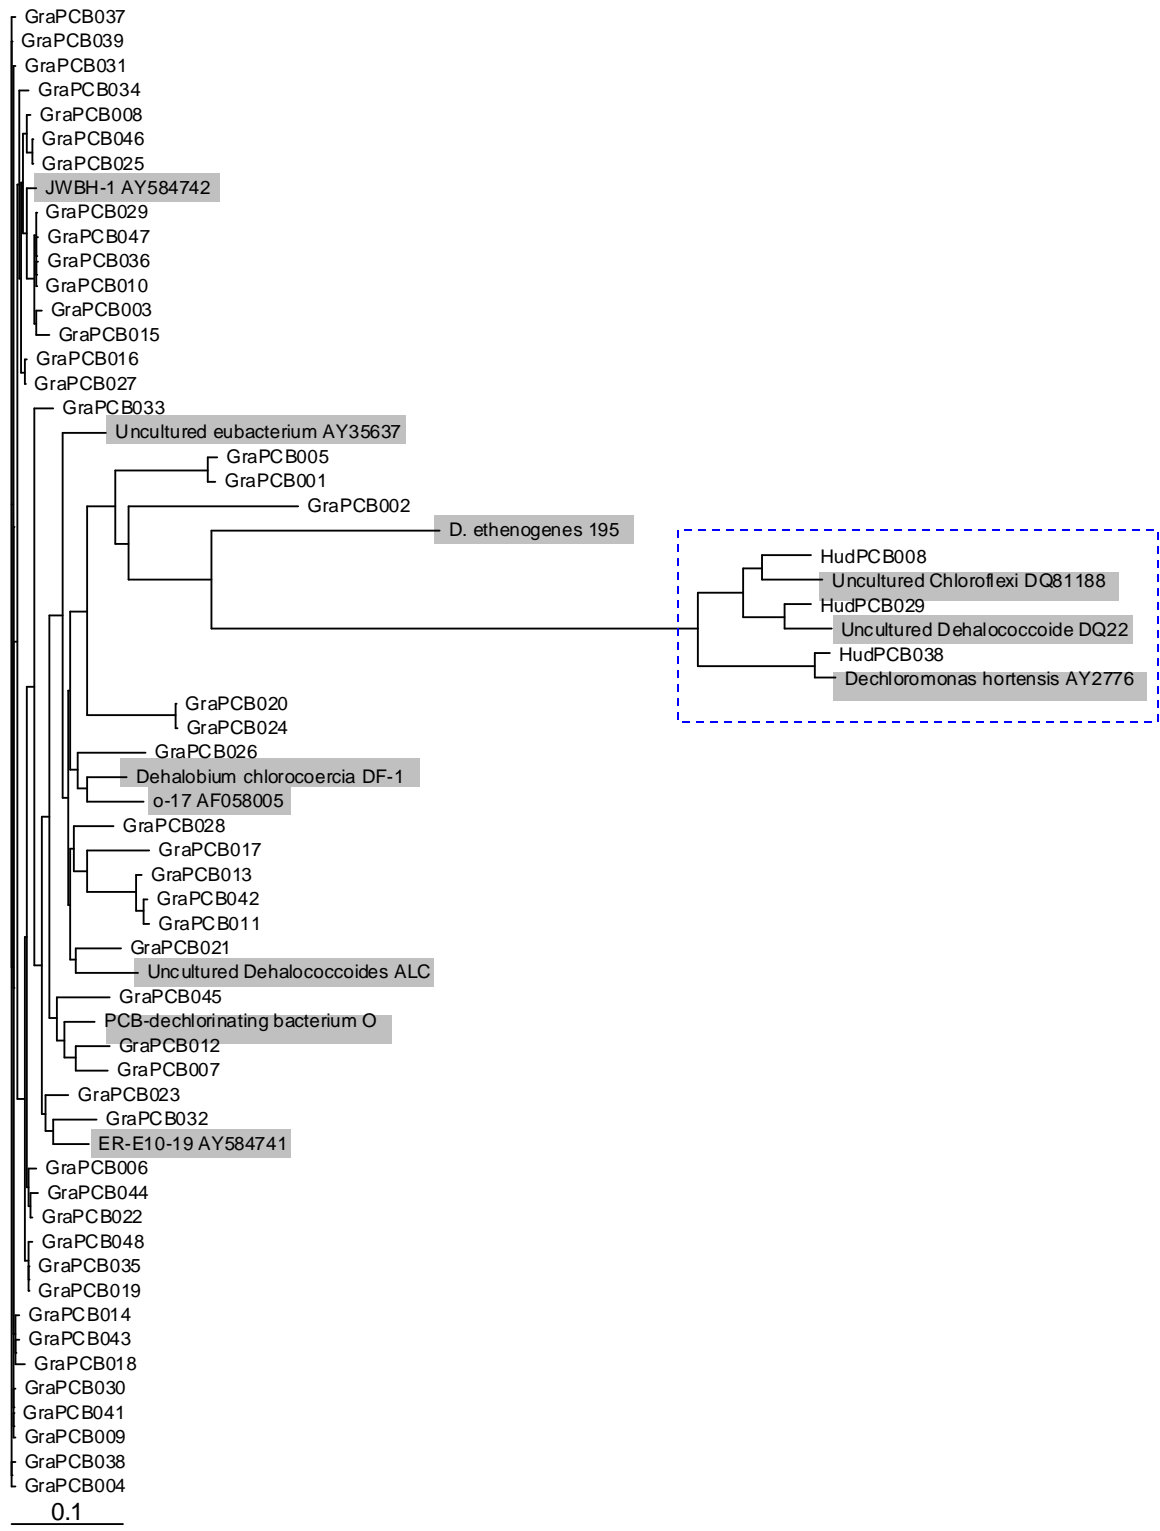 GraPCB037
GraPCB039
GraPCB031
GraPCB034
GraPCB008
GraPCB046
GraPCB025
JWBH-1 AY584742
GraPCB029
GraPCB047
GraPCB036
GraPCB010
GraPCB003
GraPCB015
GraPCB016
GraPCB027
GraPCB033
Uncultured eubacterium AY35637
GraPCB005
GraPCB001
GraPCB002
D. ethenogenes 195
HudPCB008
Uncultured Chloroflexi DQ81188
HudPCB029
Uncultured Dehalococcoide DQ22
HudPCB038
Dechloromonas hortensis AY2776
GraPCB020
GraPCB024
GraPCB026
Dehalobium chlorocoercia DF-1
o-17 AF058005
GraPCB028
GraPCB017
GraPCB013
GraPCB042
GraPCB011
GraPCB021
Uncultured Dehalococcoides ALC
GraPCB045
PCB-dechlorinating bacterium O
GraPCB012
GraPCB007
GraPCB023
GraPCB032
ER-E10-19 AY584741
GraPCB006
GraPCB044
GraPCB022
GraPCB048
GraPCB035
GraPCB019
GraPCB014
GraPCB043
GraPCB018
GraPCB030
GraPCB041
GraPCB009
GraPCB038
GraPCB004
0.1